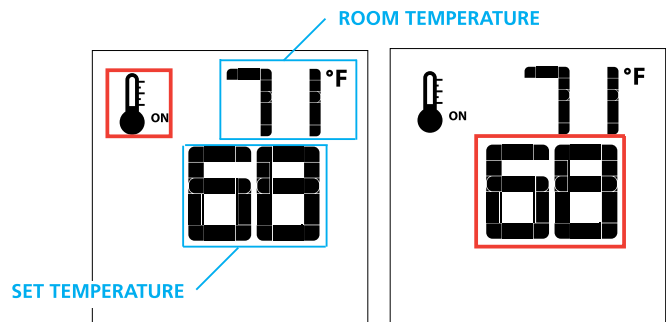 ROOM TEMPERATURE
71°F
71°F
ON
ON
68
68
SET TEMPERATURE